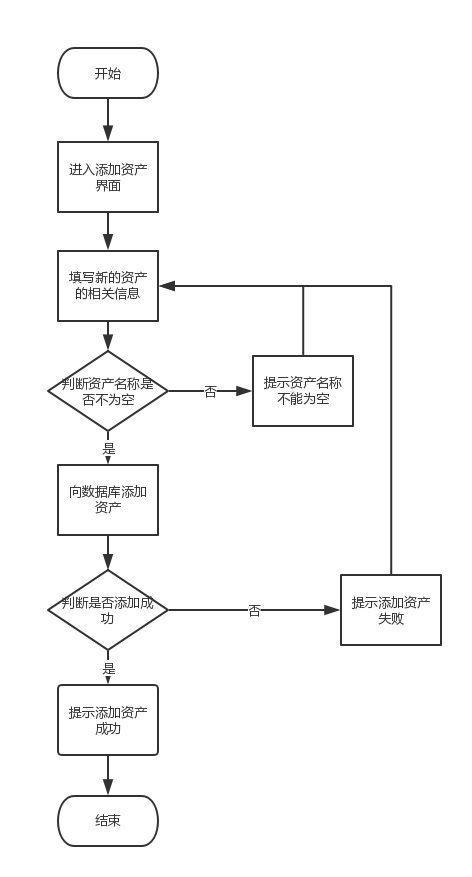 开始
进入添加资产
界面
填写新的资产
的相关信息
判断资产名称是
否不为空
否
提示资产名称
不能为空
是
向数据库添加
资产
判断是否添加成
功
否
提示添加资产
失败
是
提示添加资产
成功
结束